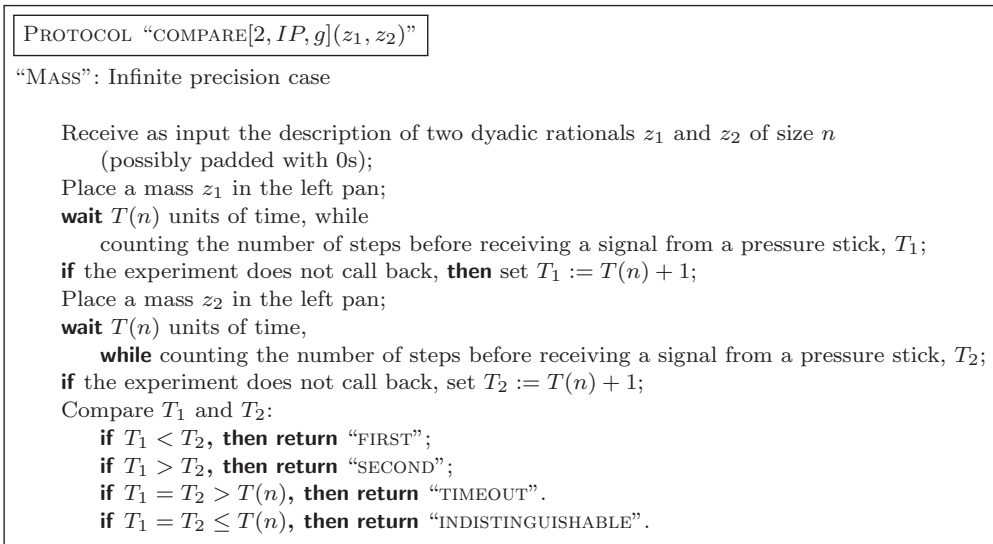 PROTOCOL “COMPARE[2, IP, g](z₁, z₂)”
“MASS”: Infinite precision case
Receive as input the description of two dyadic rationals z₁ and z₂ of size n
(possibly padded with 0s);
Place a mass z₁ in the left pan;
wait T(n) units of time, while
counting the number of steps before receiving a signal from a pressure stick, T₁;
if the experiment does not call back, then set T₁ := T(n) + 1;
Place a mass z₂ in the left pan;
wait T(n) units of time,
while counting the number of steps before receiving a signal from a pressure stick, T₂;
if the experiment does not call back, set T₂ := T(n) + 1;
Compare T₁ and T₂:
if T₁ < T₂, then return “FIRST”;
if T₁ > T₂, then return “SECOND”;
if T₁ = T₂ > T(n), then return “TIMEOUT”.
if T₁ = T₂ ≤ T(n), then return “INDISTINGUISHABLE”.